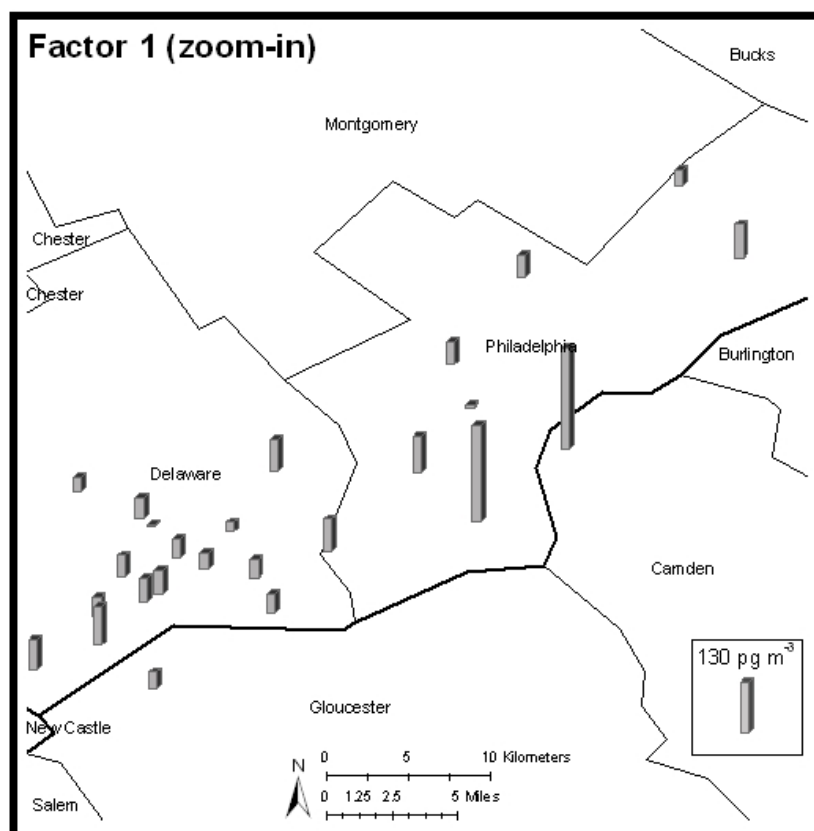 Factor 1 (zoom-in)
Bucks
Montgomery
Chester
Chester
Philadelphia
Burlington
Delaware
Camden
130 pg m-3
Gloucester
New Castle
Salem
N
0 5 10 Kilometers
0 1.25 2.5 5 Miles